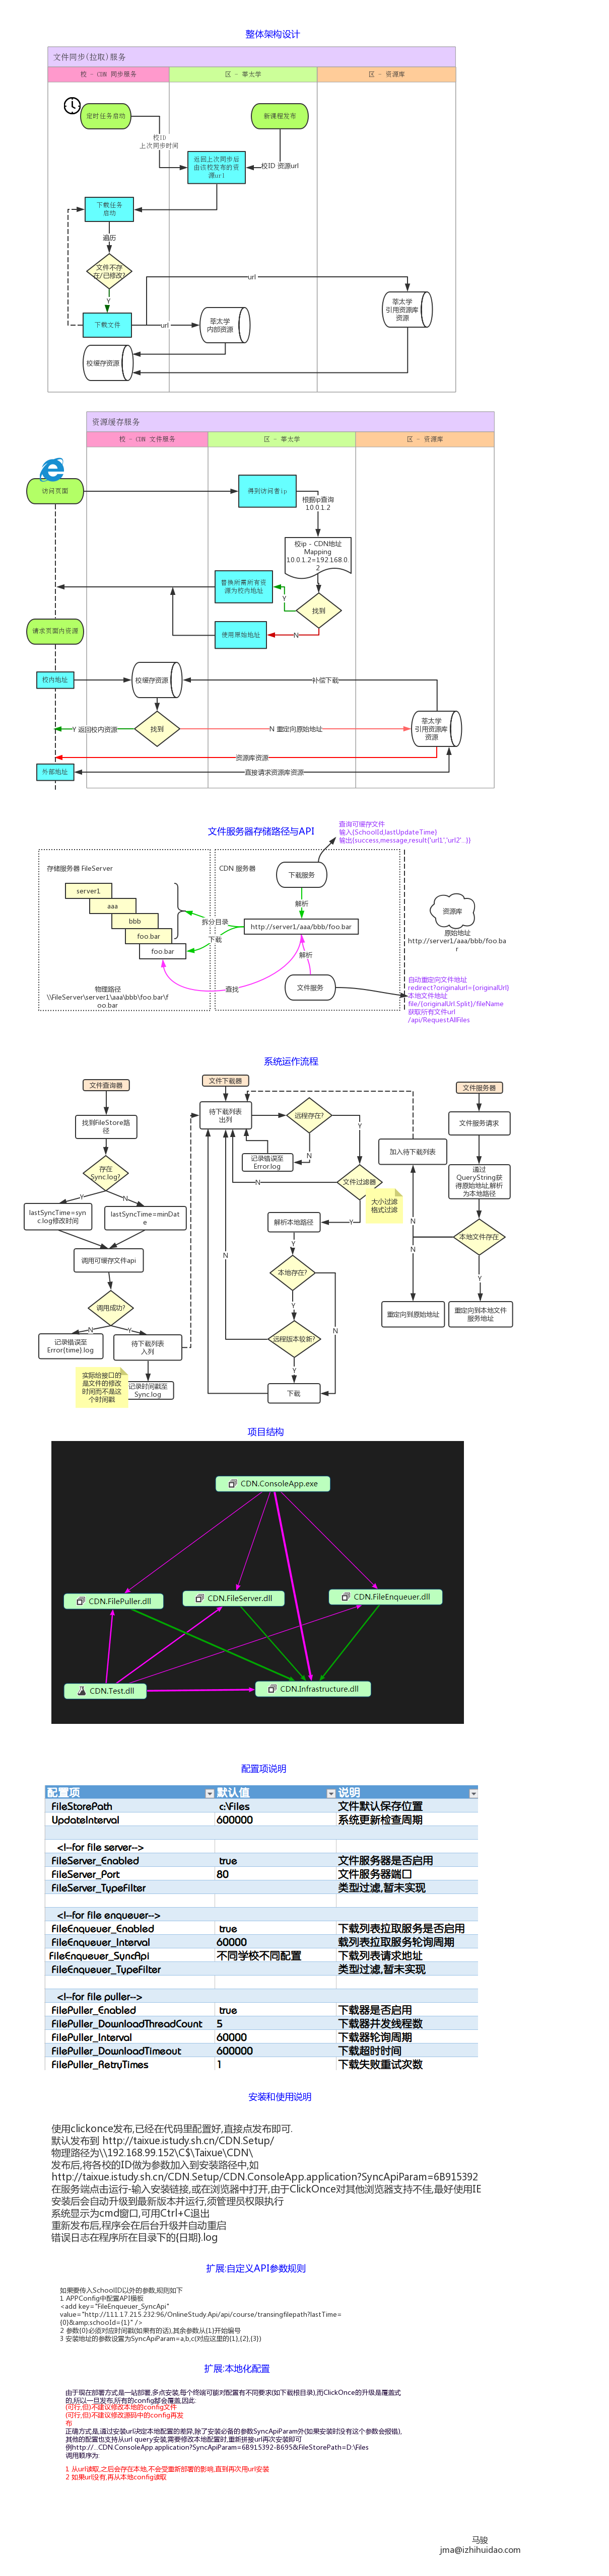 整体架构设计
文件同步(拉取)服务
校 - CDN 同步服务
区 - 莘太学
区 - 资源库
定时任务启动
新课程发布
校ID
上次同步时间
返回上次同步后
由该校发布的资
源url
校ID 资源url
下载任务
启动
遍历
文件不存
在/已修改?
Y
url
下载文件
url
莘太学
内部资源
莘太学
引用资源库
资源
校缓存资源
资源缓存服务
校 - CDN 文件服务
区 - 莘太学
区 - 资源库
访问页面
得到访问者ip
根据ip查询
10.0.1.2
校ip - CDN地址
Mapping
10.0.1.2=192.168.0.
2
替换所需所有资
源为校内地址
Y
找到
请求页面内资源
使用原始地址
N
校内地址
校缓存资源
补偿下载
Y 返回校内资源
找到
N 重定向原始地址
莘太学
引用资源库
资源
资源库资源
外部地址
直接请求资源库资源
文件服务器存储路径与API
查询可缓存文件
输入{SchoolId,lastUpdateTime}
输出{success,message,result{'url1','url2'...}}
存储服务器 FileServer
CDN 服务器
下载服务
server1
aaa
bbb
foo.bar
foo.bar
解析
拆分目录
下载
http://server1/aaa/bbb/foo.bar
资源库
原始地址
http://server1/aaa/bbb/foo.ba
r
解析
物理路径
\\FileServer\server1\aaa\bbb\foo.bar\f
oo.bar
查找
文件服务
自动重定向文件地址
redirect?originalurl={originalUrl}
本地文件地址
file/{originalUrl.Split}/fileName
获取所有文件url
/api/RequestAllFiles
系统运作流程
文件查询器
文件下载器
文件服务器
找到FileStore路
径
待下载列表
出列
远程存在?
文件服务请求
Y
N
记录错误至
Error.log
加入待下载列表
存在
Sync.log?
Y
N
N
文件过滤器
通过
QueryString获
得原始地址,解析
为本地路径
lastSyncTime=syn
c.log修改时间
lastSyncTime=minDat
e
大小过滤
格式过滤
解析本地路径
Y
N
本地文件存在
调用可缓存文件api
N
Y
本地存在?
N
Y
调用成功?
Y
N
重定向到原始地址
重定向到本地文件
服务地址
N
Y
记录错误至
Error{time}.log
待下载列表
入列
远程版本较新?
Y
实际给接口的
是文件的修改
时间而不是这
个时间戳
记录时间戳至
Sync.log
下载
项目结构
CDN.ConsoleApp.exe
CDN.FilePuller.dll
CDN.FileServer.dll
CDN.FileEnqueuer.dll
CDN.Test.dll
CDN.Infrastructure.dll
配置项说明
配置项 默认值 说明
FileStorePath c:\Files 文件默认保存位置
UpdateInterval 600000 系统更新检查周期
<!--for file server-->
FileServer_Enabled true 文件服务器是否启用
FileServer_Port 80 文件服务器端口
FileServer_TypeFilter 类型过滤,暂未实现
<!--for file enqueuer-->
FileEnqueuer_Enabled true 下载列表拉取服务是否启用
FileEnqueuer_Interval 60000 载列表拉取服务轮询周期
FileEnqueuer_SyncApi 不同学校不同配置 下载列表请求地址
FileEnqueuer_TypeFilter 类型过滤,暂未实现
<!--for file puller-->
FilePuller_Enabled true 下载器是否启用
FilePuller_DownloadThreadCount 5 下载器并发线程数
FilePuller_Interval 60000 下载器轮询周期
FilePuller_DownloadTimeout 600000 下载超时时间
FilePuller_RetryTimes 1 下载失败重试次数
安装和使用说明
使用clickonce发布,已经在代码里配置好,直接点发布即可.
默认发布到 http://taixue.istudy.sh.cn/CDN.Setup/
物理路径为\\192.168.99.152\C$\Taixue\CDN\
发布后,将各校的ID做为参数加入到安装路径中,如
http://taixue.istudy.sh.cn/CDN.Setup/CDN.ConsoleApp.application?SyncApiParam=6B915392
在服务端点击运行-输入安装链接,或在浏览器中打开,由于ClickOnce对其他浏览器支持不佳,最好使用IE
安装后会自动升级到最新版本并运行,须管理员权限执行
系统显示为cmd窗口,可用Ctrl+C退出
重新发布后,程序会在后台升级并自动重启
错误日志在程序所在目录下的{日期}.log
扩展:自定义API参数规则
如果要传入SchoolID以外的参数,规则如下
1. APPConfig中配置API模板
<add key="FileEnqueuer_SyncApi"
value="http://111.17.215.232:96/OnlineStudy.Api/api/course/transingfilepath?lastTime=
{0}&amp;schoolId={1}" />
2. 参数{0}必须对应时间戳(如果有的话),其余参数从{1}开始编号
3. 安装地址的参数设置为SyncApiParam=a,b,c(对应这里的{1},{2},{3})
扩展:本地化配置
由于现在部署方式是一站部署,多点安装,每个终端可能对配置有不同要求(如下载根目录),而ClickOnce的升级是覆盖式
的,所以一旦发布,所有的config都会覆盖,因此
(可行,但)不建议修改本地的config文件
(可行,但)不建议修改源码中的config再发
布
正确方式是,通过安装url决定本地配置的差异,除了安装必备的参数SyncApiParam外(如果安装时没有这个参数会报错),
其他的配置也支持从url query安装,需要修改本地配置时,重新拼接url再次安装即可
例http://...CDN.ConsoleApp.application?SyncApiParam=6B915392-B695&FileStorePath=D:\Files
调用顺序为:
1. 从url读取,之后会存在本地,不会受重新部署的影响,直到再次用url安装
2. 如果url没有,再从本地config读取
马骏
jma@izhihuidao.com